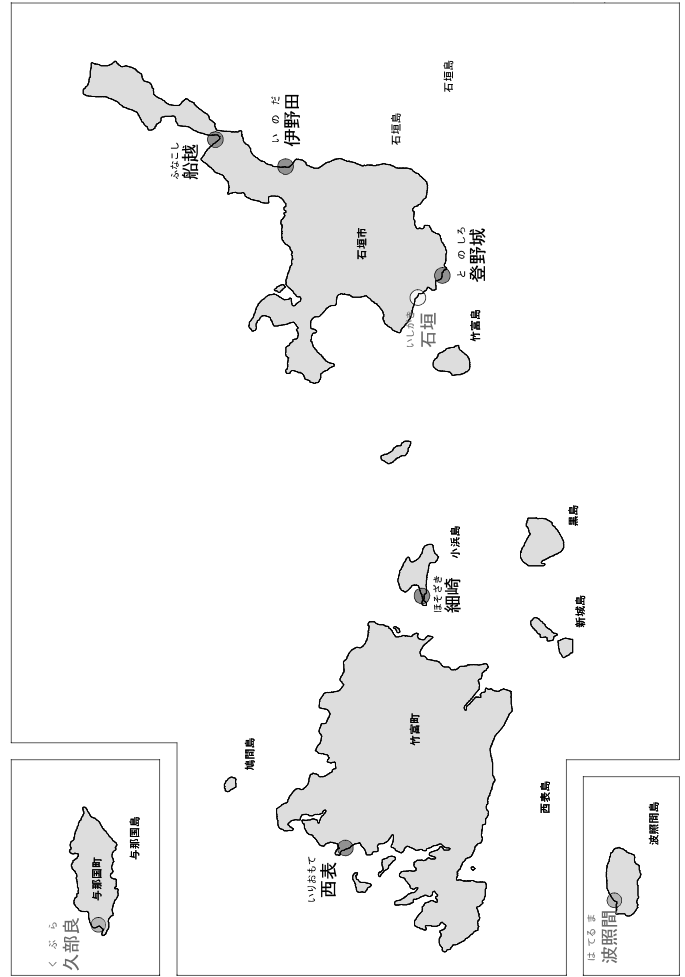 石垣島
石垣島
い の だ
伊野田
ふなこし
船越
石垣市
と の しろ
登野城
いしがき
石垣
竹富島
小浜島
黒島
ほそざき
細崎
新城島
竹富町
鳩間島
西表島
いりおもて
西表
与那国島
与那国町
く ぶ ら
久部良
波照間島
は てる ま
波照間